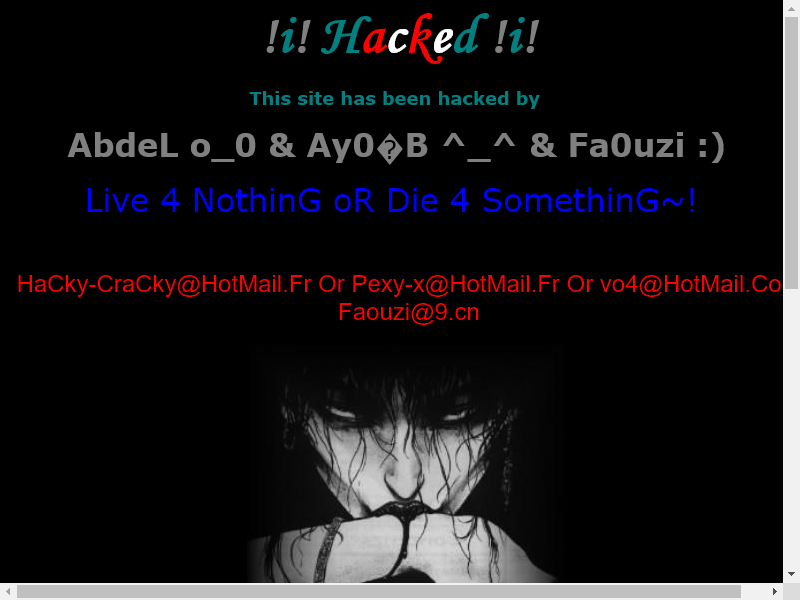 !i! Hacked !i!
This site has been hacked by
AbdeL o_0 & Ay0�B ^_^ & Fa0uzi :)
Live 4 NothinG oR Die 4 SomethinG~!
HaCky-CraCky@HotMail.Fr Or Pexy-x@HotMail.Fr Or vo4@HotMail.Co
Faouzi@9.cn